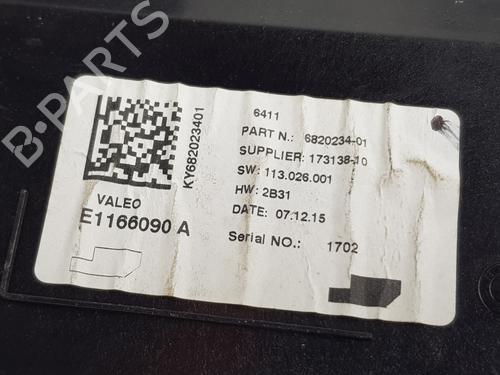 B-PARTS
KY682023401
VALEO
E1166090 A
6411
PART N.: 6820234-01
SUPPLIER: 173138-10
SW: 113.026.001
HW: 2B31
DATE: 07.12.15
Serial NO.: 1702